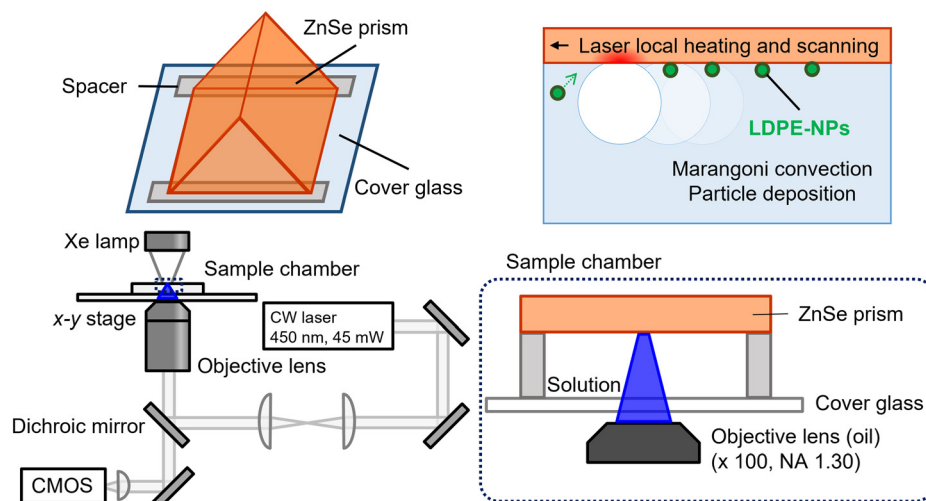 ZnSe prism
Spacer
Cover glass
← Laser local heating and scanning
LDPE-NPs
Marangoni convection
Particle deposition
Xe lamp
Sample chamber
x-y stage
CW laser
450 nm, 45 mW
Objective lens
Dichroic mirror
CMOS
Sample chamber
ZnSe prism
Solution
Cover glass
Objective lens (oil)
(x 100, NA 1.30)